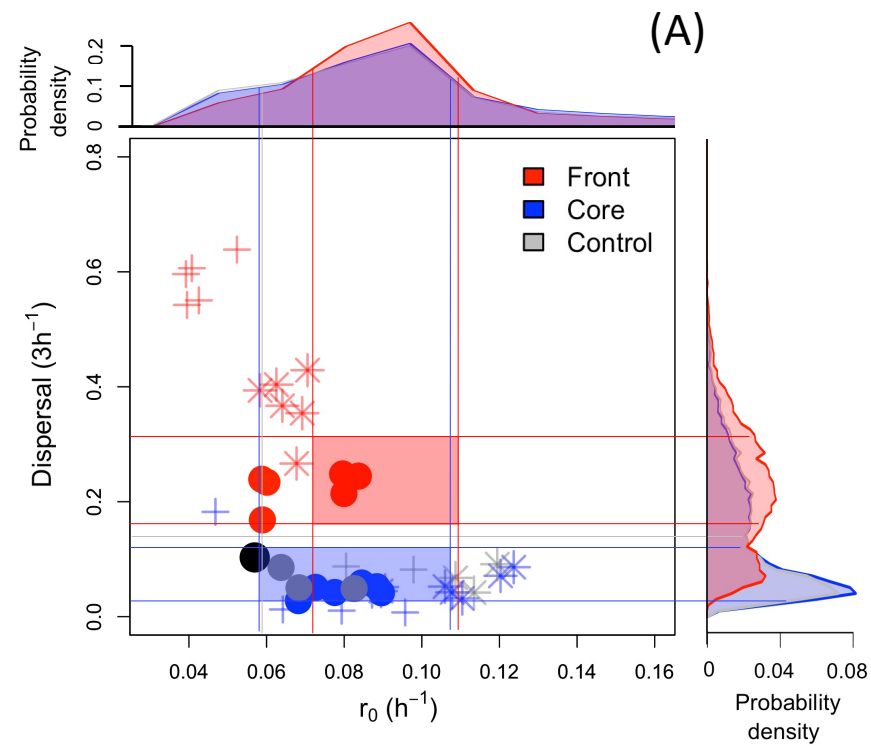 (A)
Probability
density
0 0.1 0.2
Front
Core
Control
Dispersal (3h⁻¹)
0.0 0.2 0.4 0.6 0.8
0.04 0.06 0.08 0.10 0.12 0.14 0.16
r₀ (h⁻¹)
0 0.04 0.08
Probability
density